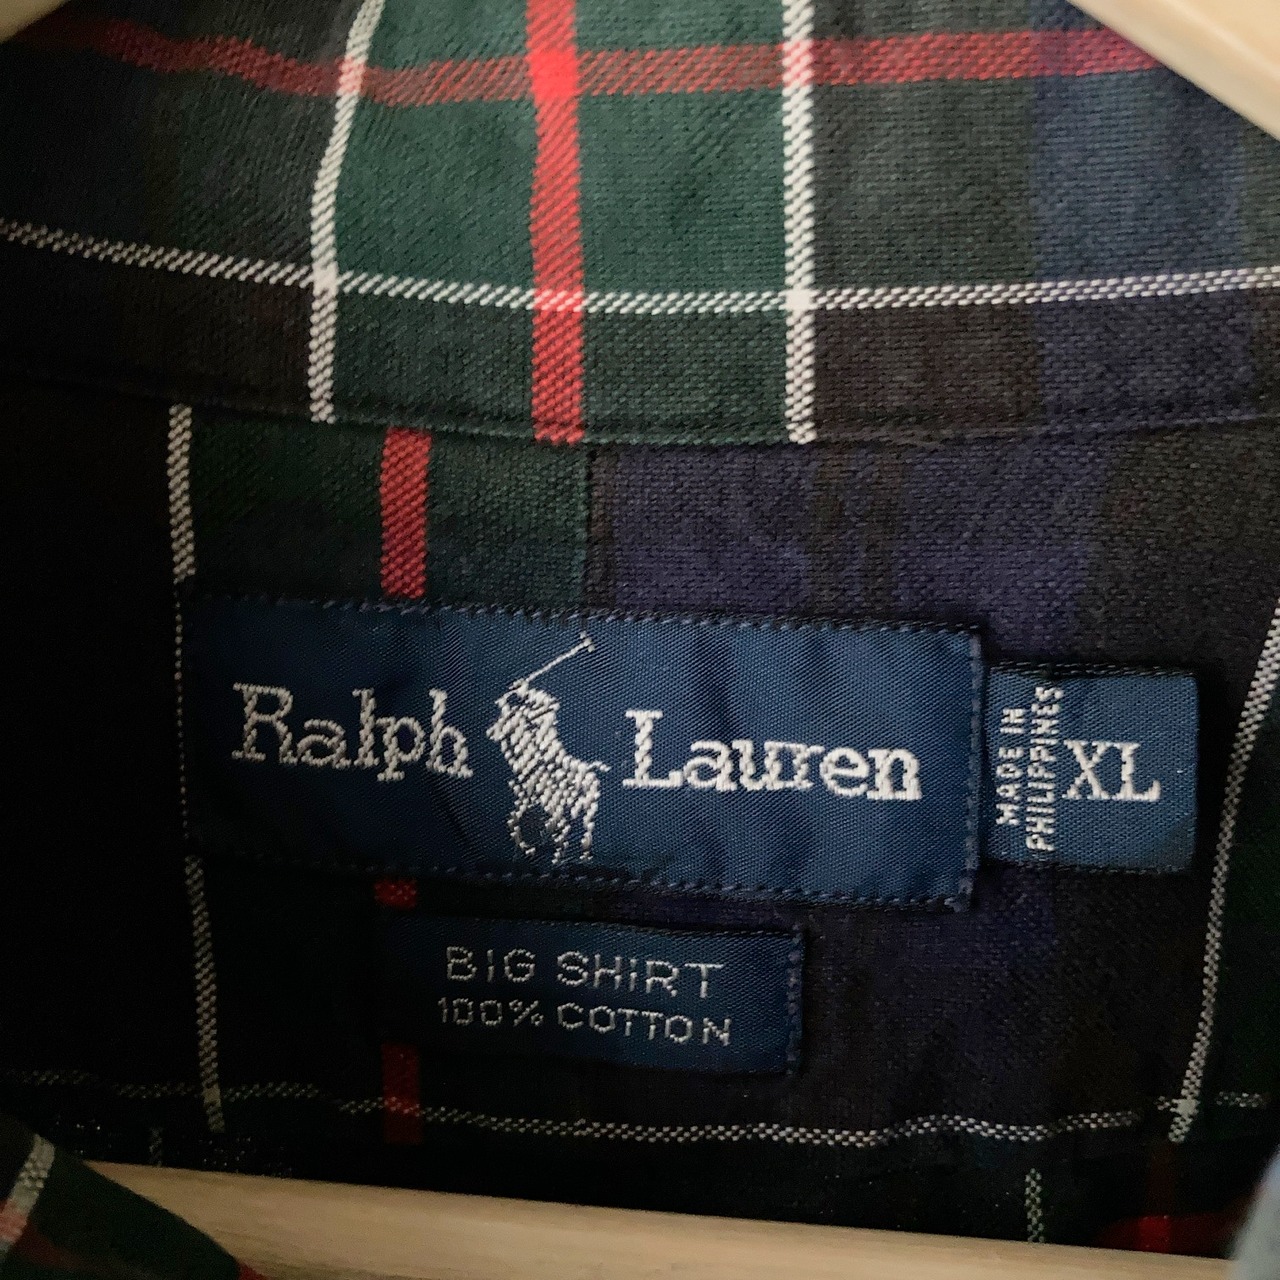 Ralph Lauren
MADE IN
PHILIPPINES
XL
BIG SHIRT
100% COTTON